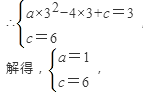 ∴{a×3²−4×3+c=3
c=6 .
解得，{a=1
c=6 ，